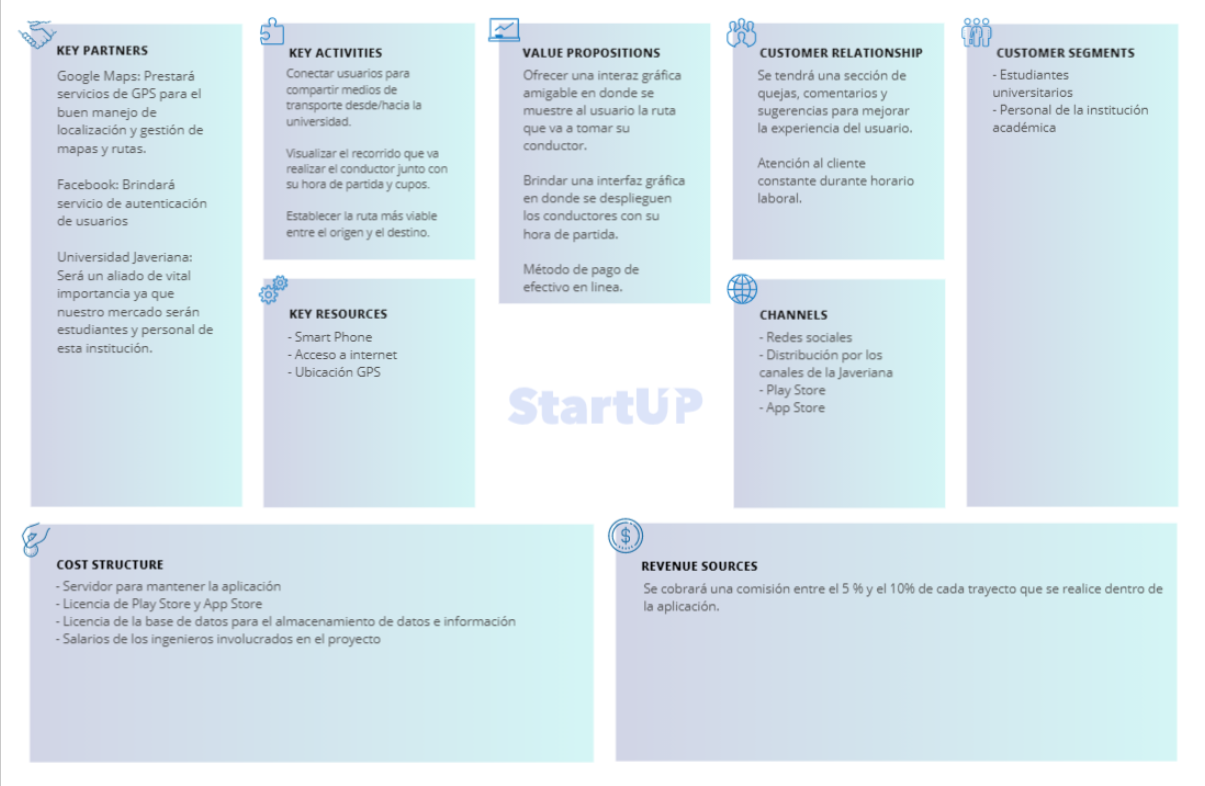 KEY PARTNERS
Google Maps: Prestará
servicios de GPS para el
buen manejo de
localización y gestión de
mapas y rutas.
Facebook: Brindará
servicio de autenticación
de usuarios
Universidad Javeriana:
Será un aliado de vital
importancia ya que
nuestro mercado serán
estudiantes y personal de
esta institución.
KEY ACTIVITIES
Conectar usuarios para
compartir medios de
transporte desde/hacia la
universidad.
Visualizar el recorrido que va
realizar el conductor junto con
su hora de partida y cupos.
Establecer la ruta más viable
entre el origen y el destino.
KEY RESOURCES
- Smart Phone
- Acceso a internet
- Ubicación GPS
VALUE PROPOSITIONS
Ofrecer una interaz gráfica
amigable en donde se
muestre al usuario la ruta
que va a tomar su
conductor.
Brindar una interfaz gráfica
en donde se desplieguen
los conductores con su
hora de partida.
Método de pago de
efectivo en linea.
StartUP
CUSTOMER RELATIONSHIP
Se tendrá una sección de
quejas, comentarios y
sugerencias para mejorar
la experiencia del usuario.
Atención al cliente
constante durante horario
laboral.
CHANNELS
- Redes sociales
- Distribución por los
canales de la Javeriana
- Play Store
- App Store
CUSTOMER SEGMENTS
- Estudiantes
universitarios
- Personal de la institución
académica
COST STRUCTURE
- Servidor para mantener la aplicación
- Licencia de Play Store y App Store
- Licencia de la base de datos para el almacenamiento de datos e información
- Salarios de los ingenieros involucrados en el proyecto
REVENUE SOURCES
Se cobrará una comisión entre el 5 % y el 10% de cada trayecto que se realice dentro de
la aplicación.